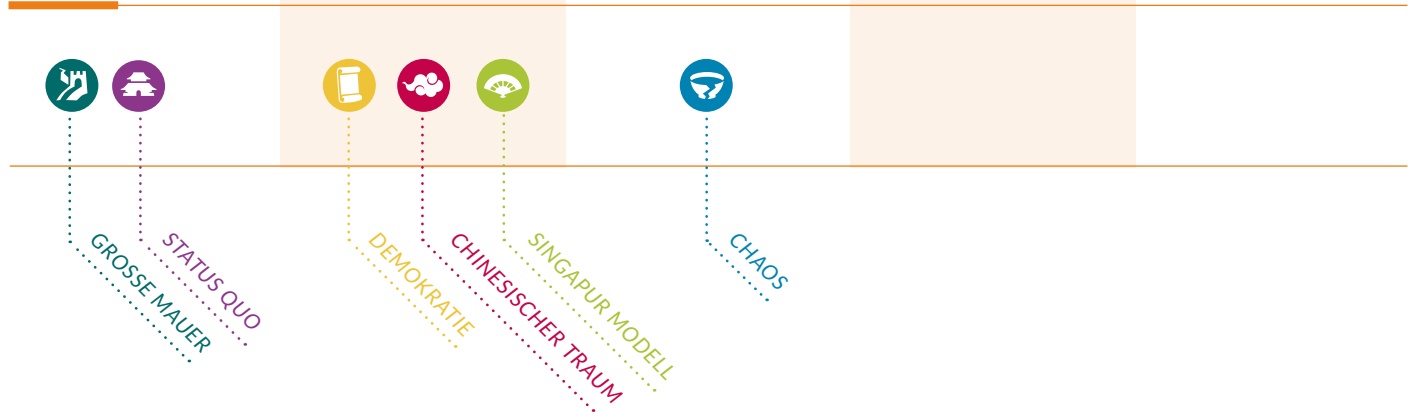 GROSSE MAUER
STATUS QUO
DEMOKRATIE
CHINESISCHER TRAUM
SINGAPUR MODELL
CHAOS